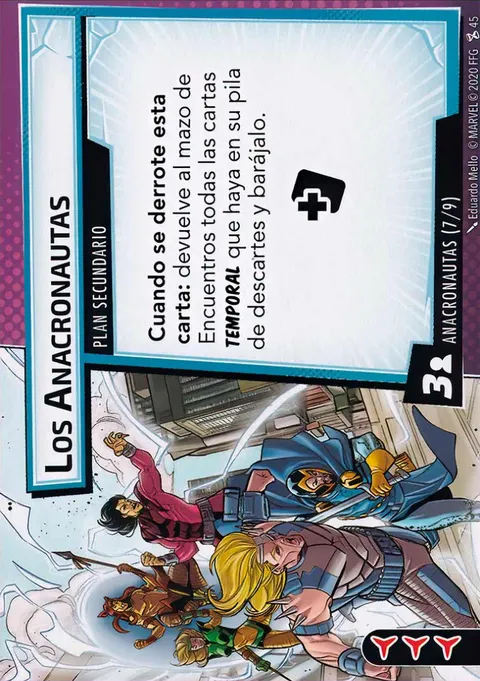 Los Anacronautas
PLAN SECUNDARIO
Cuando se derrote esta
carta: devuelve al mazo de
Encuentros todas las cartas
TEMPORAL que haya en su pila
de descartes y barájalo.
3
ANACRONAUTAS (7/9)
Eduardo Mello © MARVEL © 2020 FFG 45